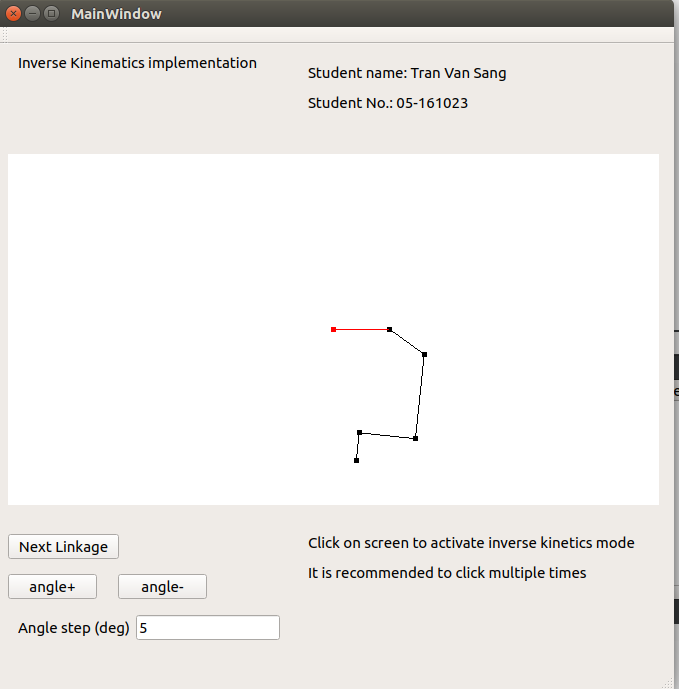 MainWindow
Inverse Kinematics implementation
Student name: Tran Van Sang
Student No.: 05-161023
Next Linkage
Click on screen to activate inverse kinetics mode
angle+
angle-
It is recommended to click multiple times
Angle step (deg)
5